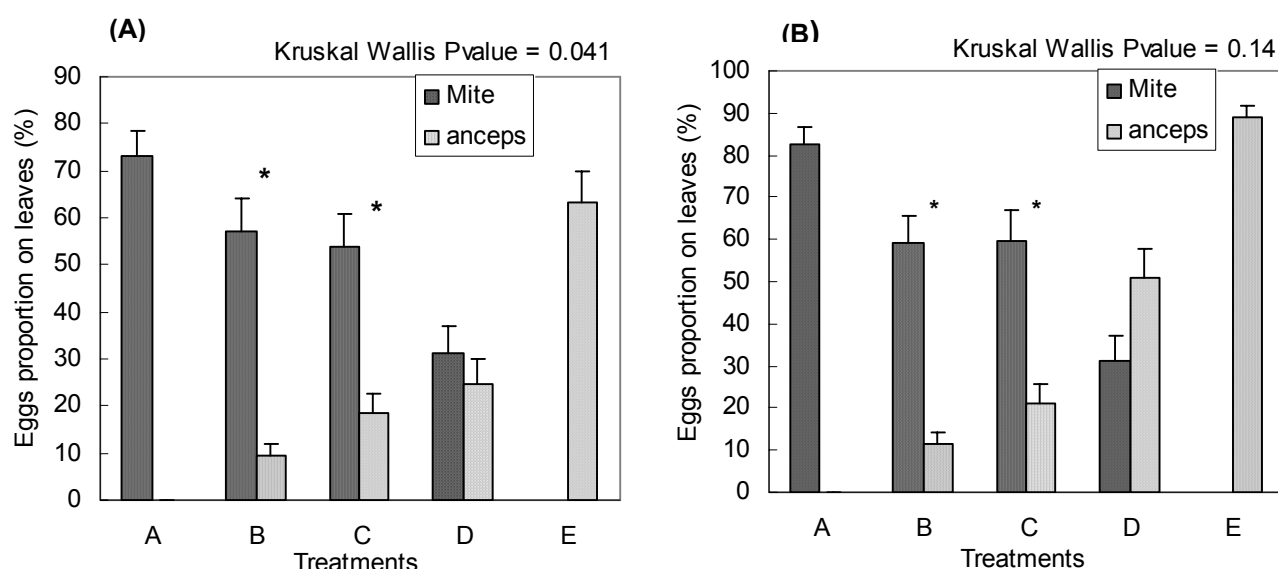 (A)
Kruskal Wallis Pvalue = 0.041
Eggs proportion on leaves (%)
90
80
70
60
50
40
30
20
10
0
Mite
anceps
*
*
A B C D E
Treatments
(B)
Kruskal Wallis Pvalue = 0.14
Eggs proportion on leaves (%)
100
90
80
70
60
50
40
30
20
10
0
Mite
anceps
*
*
A B C D E
Treatments